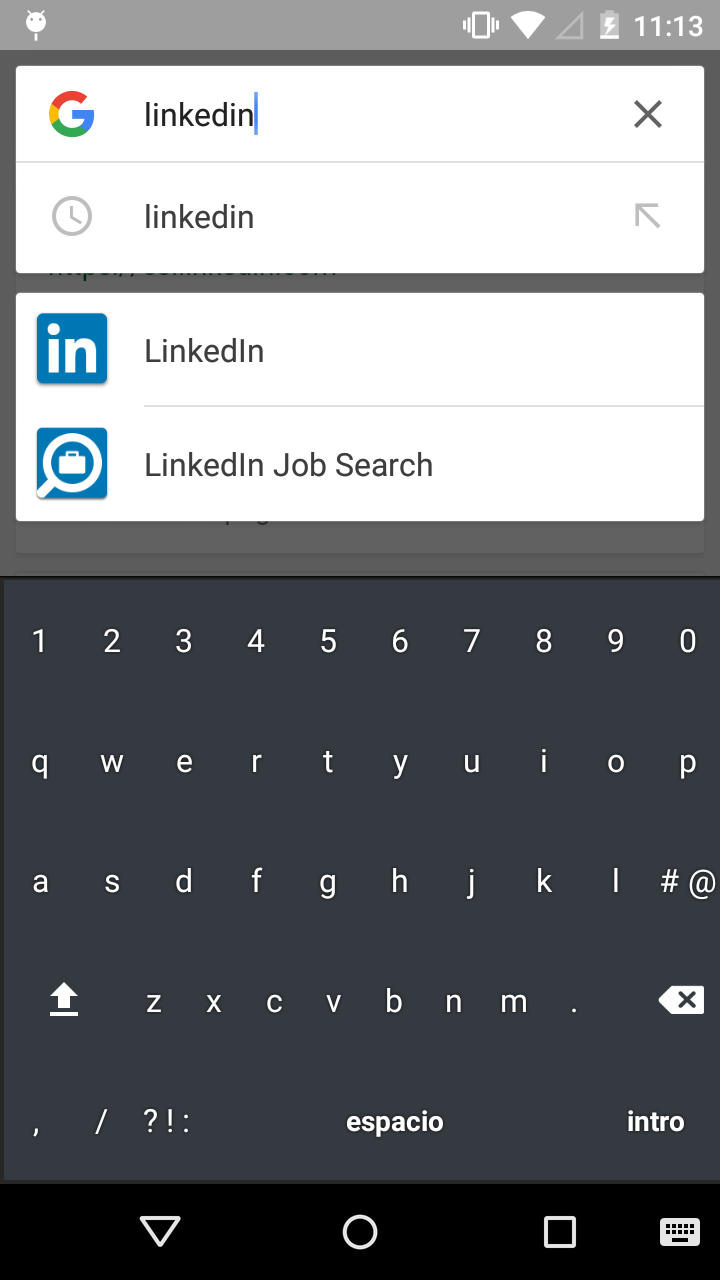 11:13
linkedin
linkedin
LinkedIn
LinkedIn Job Search
1 2 3 4 5 6 7 8 9 0
q w e r t y u i o p
a s d f g h j k l # @
z x c v b n m .
, / ? ! : espacio intro